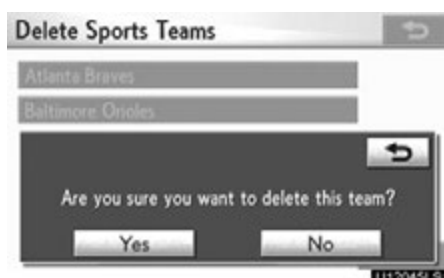 Delete Sports Teams
Atlanta Braves
Baltimore Orioles
Are you sure you want to delete this team?
Yes
No